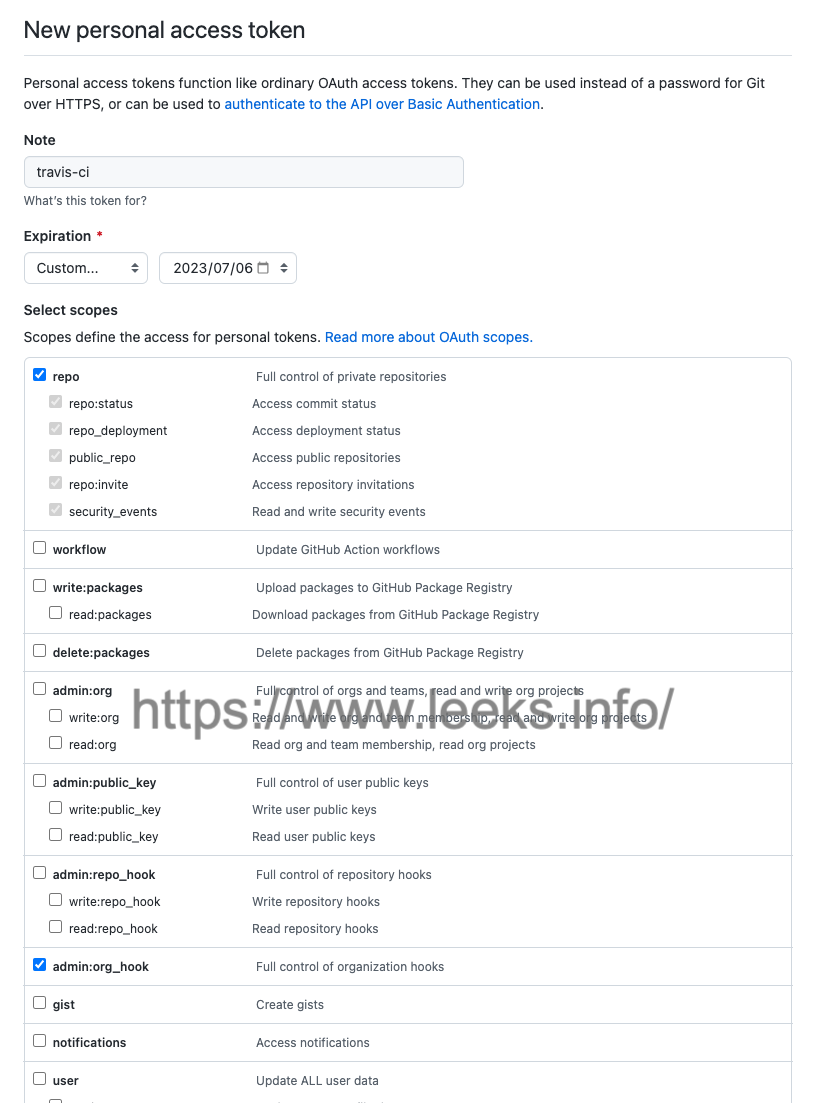 New personal access token
Personal access tokens function like ordinary OAuth access tokens. They can be used instead of a password for Git
over HTTPS, or can be used to authenticate to the API over Basic Authentication.
Note
travis-ci
What's this token for?
Expiration *
Custom... 2023/07/06
Select scopes
Scopes define the access for personal tokens. Read more about OAuth scopes.
repo Full control of private repositories
repo:status Access commit status
repo_deployment Access deployment status
public_repo Access public repositories
repo:invite Access repository invitations
security_events Read and write security events
workflow Update GitHub Action workflows
write:packages Upload packages to GitHub Package Registry
read:packages Download packages from GitHub Package Registry
delete:packages Delete packages from GitHub Package Registry
admin:org Full control of orgs and teams, read and write org projects
https://www.leeks.info/
write:org Read and write org and team membership, read and write org projects
read:org Read org and team membership, read org projects
admin:public_key Full control of user public keys
write:public_key Write user public keys
read:public_key Read user public keys
admin:repo_hook Full control of repository hooks
write:repo_hook Write repository hooks
read:repo_hook Read repository hooks
admin:org_hook Full control of organization hooks
gist Create gists
notifications Access notifications
user Update ALL user data